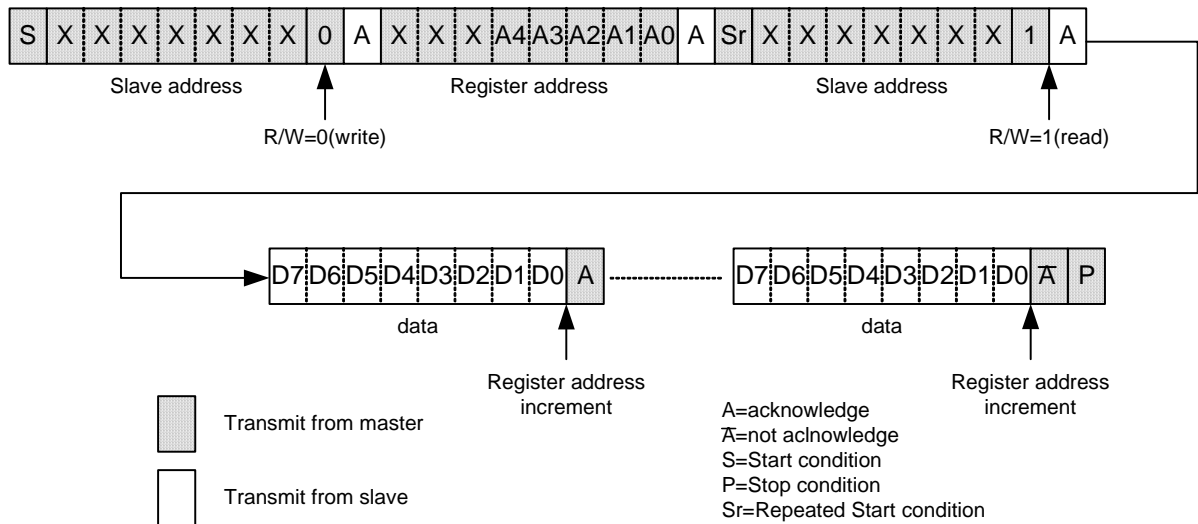 S X X X X X X X 0 A X X X A4 A3 A2 A1 A0 A Sr X X X X X X X 1 A
Slave address Register address Slave address
R/W=0(write) R/W=1(read)
D7 D6 D5 D4 D3 D2 D1 D0 A D7 D6 D5 D4 D3 D2 D1 D0 A̅ P
data data
Register address increment
Register address increment
Transmit from master
Transmit from slave
A=acknowledge
A̅=not aclnowledge
S=Start condition
P=Stop condition
Sr=Repeated Start condition